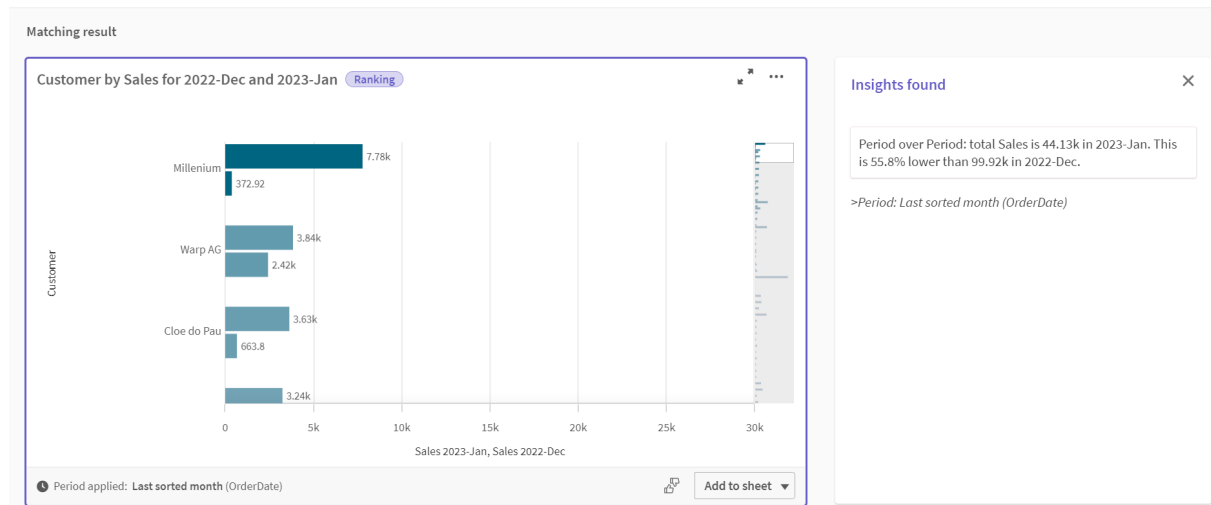 Matching result
Customer by Sales for 2022-Dec and 2023-Jan Ranking
Millenium
7.78k
372.92
Warp AG
3.84k
2.42k
Cloe do Pau
3.63k
663.8
3.24k
Customer
0 5k 10k 15k 20k 25k 30k
Sales 2023-Jan, Sales 2022-Dec
Period applied: Last sorted month (OrderDate)
Add to sheet
Insights found
Period over Period: total Sales is 44.13k in 2023-Jan. This
is 55.8% lower than 99.92k in 2022-Dec.
>Period: Last sorted month (OrderDate)